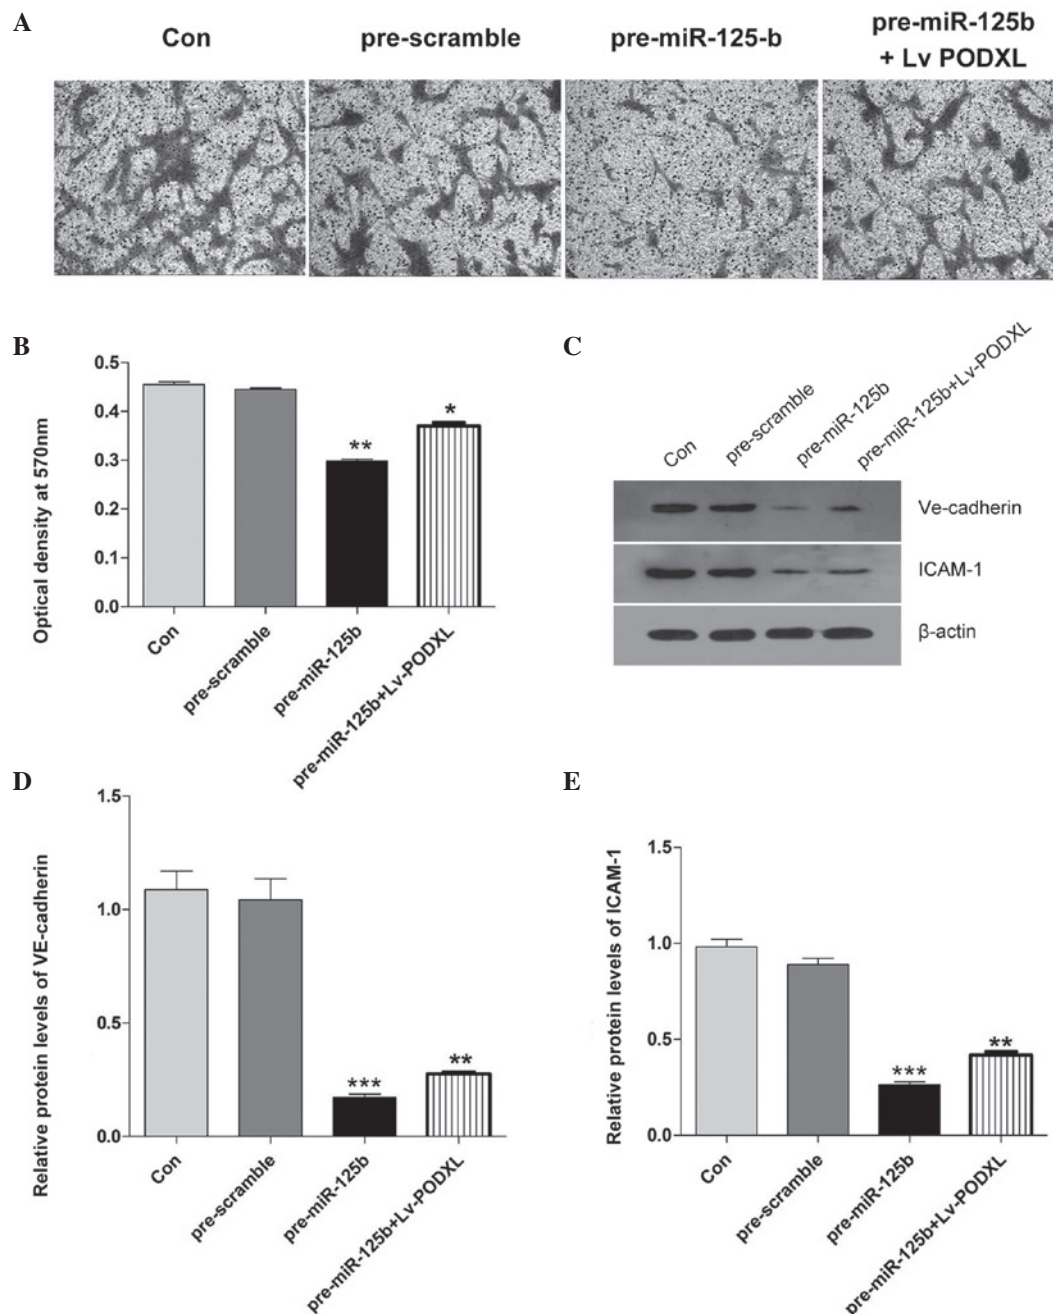 A
Con
pre-scramble
pre-miR-125-b
pre-miR-125b
+ Lv PODXL
B
Optical density at 570nm
0.5
0.4
0.3
0.2
0.1
0.0
**
*
Con
pre-scramble
pre-miR-125b
pre-miR-125b+Lv-PODXL
C
Con
pre-scramble
pre-miR-125b
pre-miR-125b+Lv-PODXL
Ve-cadherin
ICAM-1
β-actin
D
Relative protein levels of VE-cadherin
1.5
1.0
0.5
0.0
***
**
Con
pre-scramble
pre-miR-125b
pre-miR-125b+Lv-PODXL
E
Relative protein levels of ICAM-1
1.5
1.0
0.5
0.0
***
**
Con
pre-scramble
pre-miR-125b
pre-miR-125b+Lv-PODXL